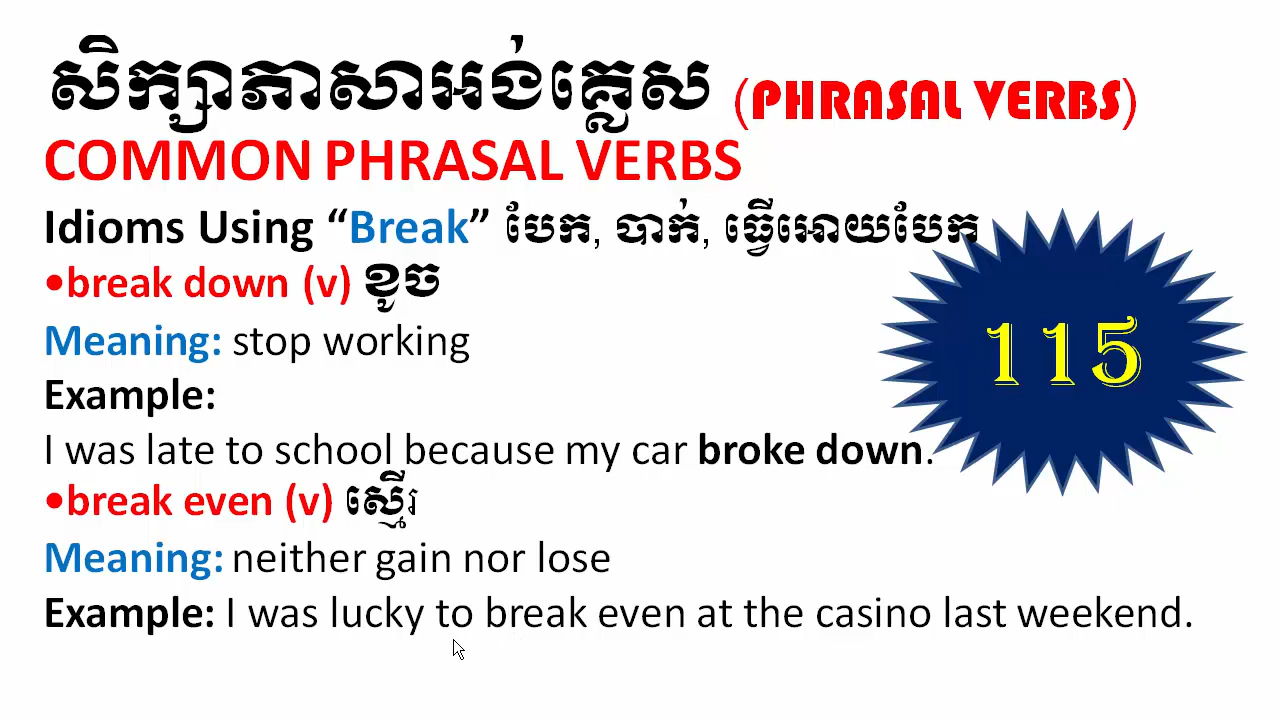 សិក្សាភាសាអង់គ្លេស (PHRASAL VERBS)
COMMON PHRASAL VERBS
Idioms Using “Break” បែក, បាក់, ធ្វើអោយបែក
•break down (v) ខូច
Meaning: stop working
115
Example:
I was late to school because my car broke down.
•break even (v) ស្មើរ
Meaning: neither gain nor lose
Example: I was lucky to break even at the casino last weekend.